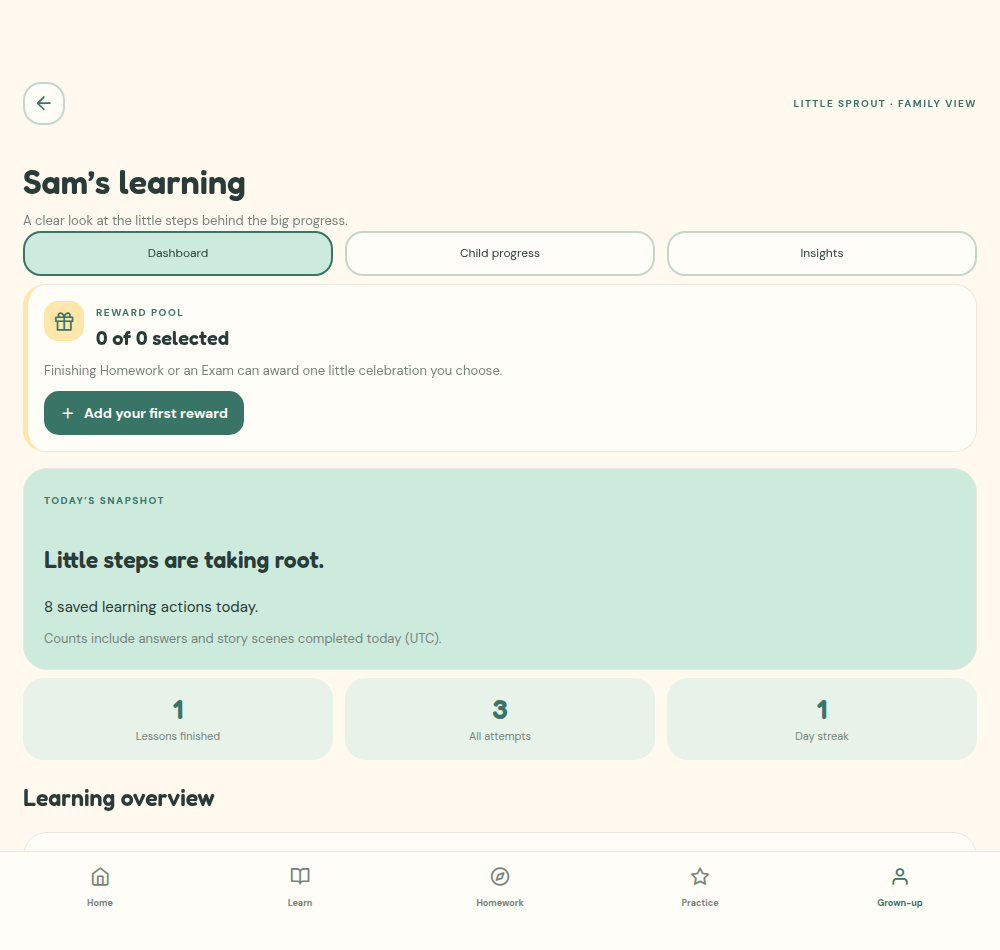 LITTLE SPROUT · FAMILY VIEW
Sam’s learning
A clear look at the little steps behind the big progress.
Dashboard
Child progress
Insights
REWARD POOL
0 of 0 selected
Finishing Homework or an Exam can award one little celebration you choose.
Add your first reward
TODAY’S SNAPSHOT
Little steps are taking root.
8 saved learning actions today.
Counts include answers and story scenes completed today (UTC).
1
Lessons finished
3
All attempts
1
Day streak
Learning overview
Home
Learn
Homework
Practice
Grown-up